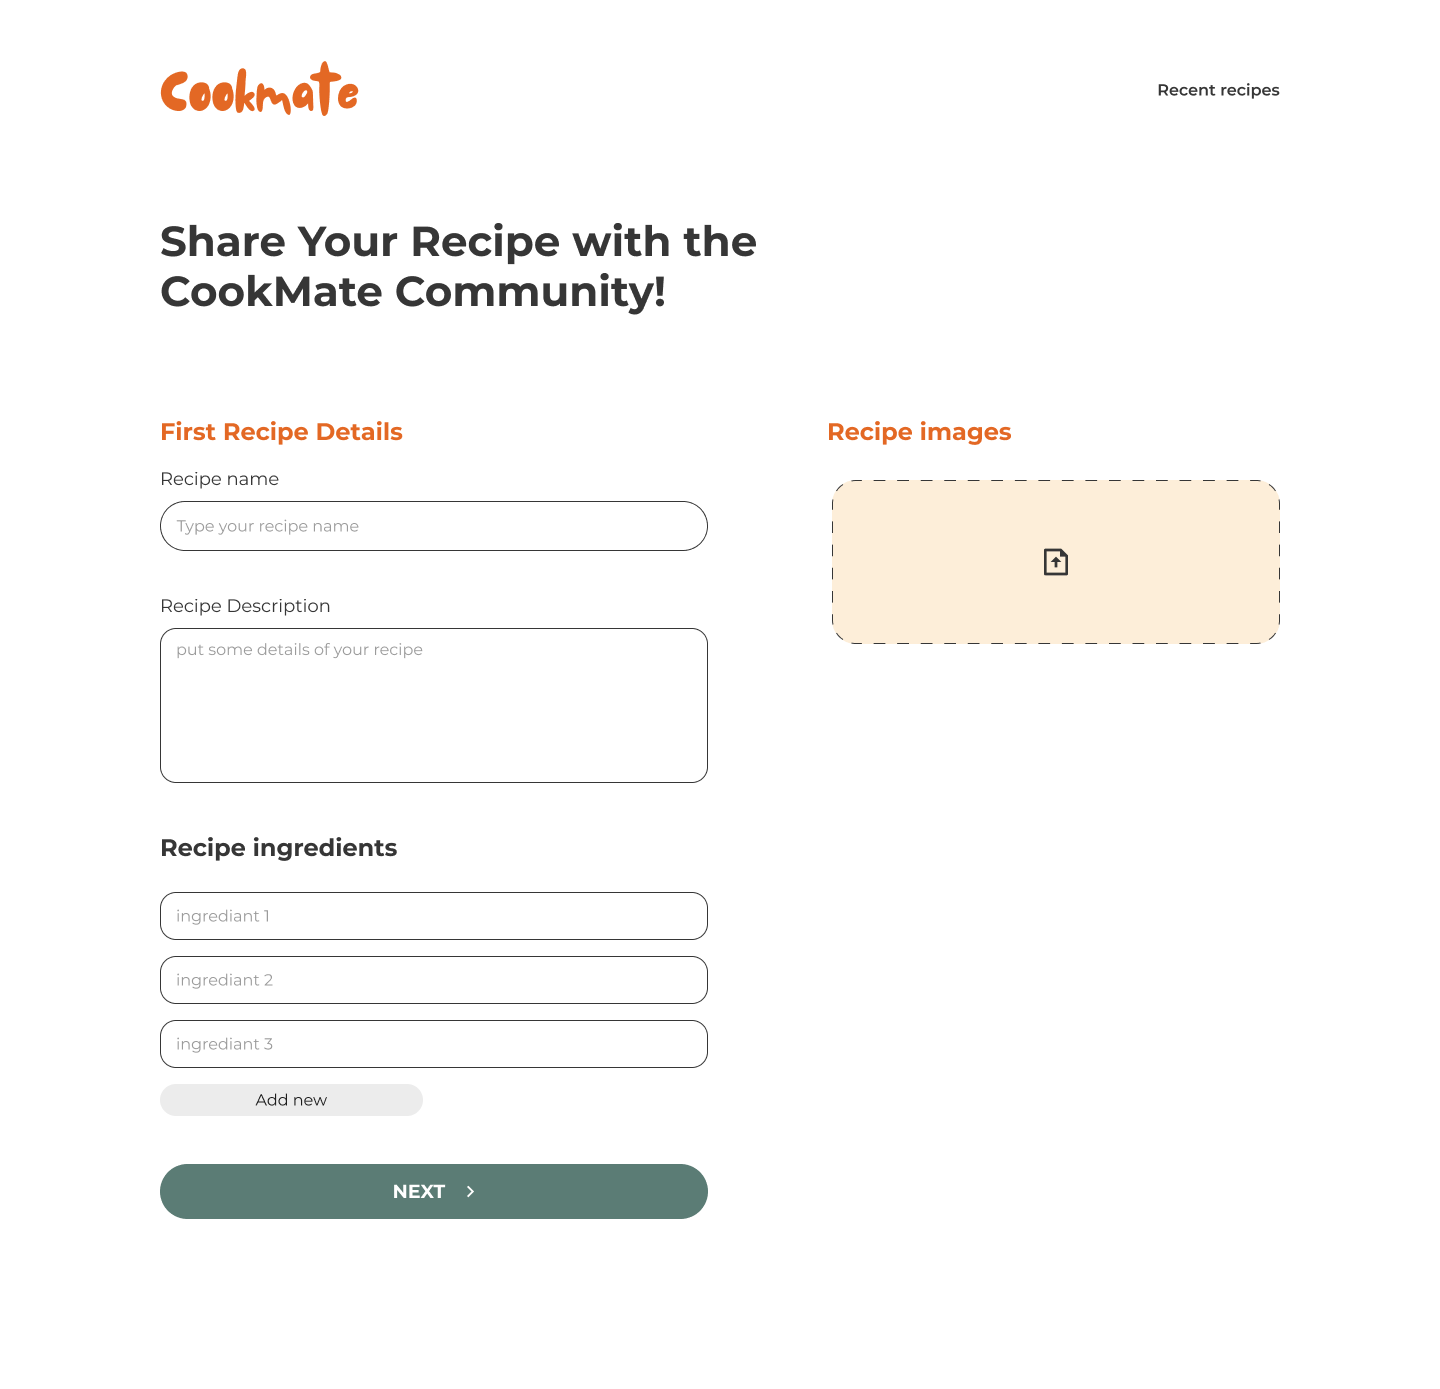 Cookmate
Recent recipes
Share Your Recipe with the
CookMate Community!
First Recipe Details
Recipe name
Type your recipe name
Recipe Description
put some details of your recipe
Recipe ingredients
ingrediant 1
ingrediant 2
ingrediant 3
Add new
NEXT
Recipe images